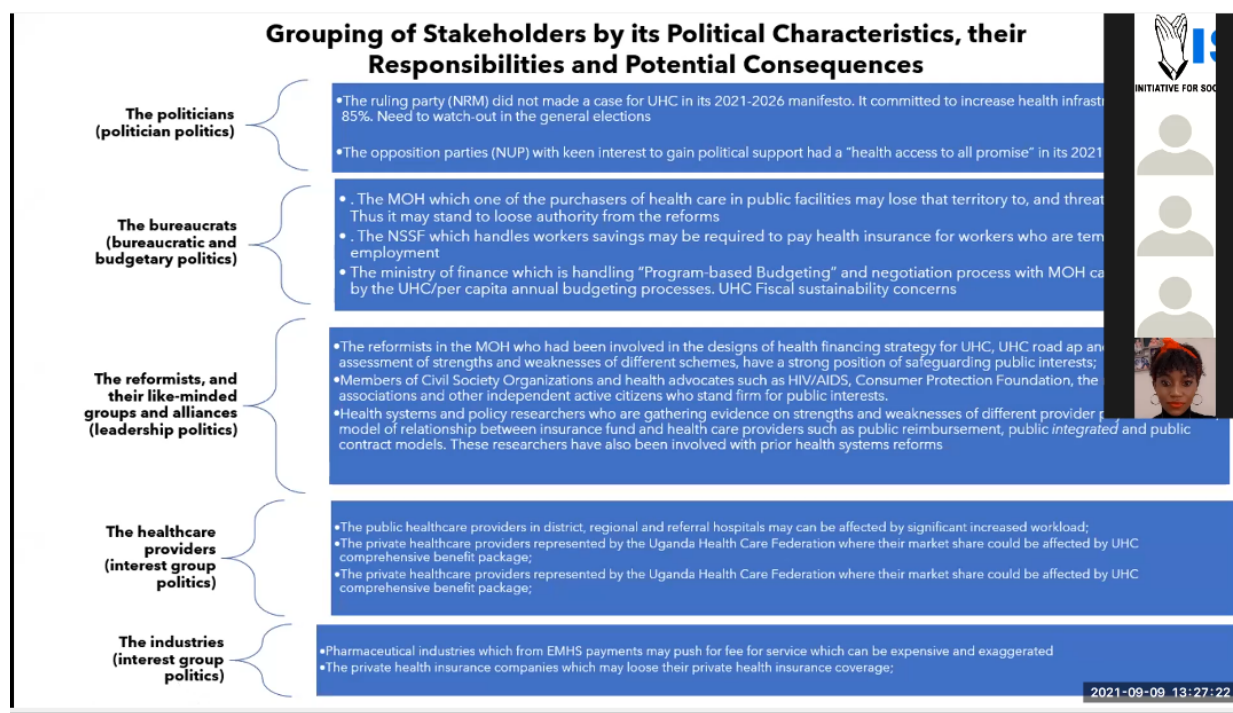 Grouping of Stakeholders by its Political Characteristics, their
Responsibilities and Potential Consequences
INITIATIVE FOR SOC
The politicians
(politician politics)
•The ruling party (NRM) did not made a case for UHC in its 2021-2026 manifesto. It committed to increase health
85%. Need to watch-out in the general elections
•The opposition parties (NUP) with keen interest to gain political support had a “health access to all promise” in its 2021
The bureaucrats
(bureaucratic and
budgetary politics)
• . The MOH which one of the purchasers of health care in public facilities may lose that territory to, and
Thus it may stand to loose authority from the reforms
• . The NSSF which handles workers savings may be required to pay health insurance for workers who are
employment
• The ministry of finance which is handling “Program-based Budgeting” and negotiation process with MOH
by the UHC/per capita annual budgeting processes. UHC Fiscal sustainability concerns
The reformists, and
their like-minded
groups and alliances
(leadership politics)
•The reformists in the MOH who had been involved in the designs of health financing strategy for UHC, UHC road ap
assessment of strengths and weaknesses of different schemes, have a strong position of safeguarding public interests;
•Members of Civil Society Organizations and health advocates such as HIV/AIDS, Consumer Protection Foundation, the
associations and other independent active citizens who stand firm for public interests.
•Health systems and policy researchers who are gathering evidence on strengths and weaknesses of different provider
model of relationship between insurance fund and health care providers such as public reimbursement, public integrated and public
contract models. These researchers have also been involved with prior health systems reforms
The healthcare
providers
(interest group
politics)
•The public healthcare providers in district, regional and referral hospitals may can be affected by significant increased workload;
•The private healthcare providers represented by the Uganda Health Care Federation where their market share could be affected by UHC
comprehensive benefit package;
•The private healthcare providers represented by the Uganda Health Care Federation where their market share could be affected by UHC
comprehensive benefit package;
The industries
(interest group
politics)
•Pharmaceutical industries which from EMHS payments may push for fee for service which can be expensive and exaggerated
•The private health insurance companies which may loose their private health insurance coverage;
2021-09-09 13:27:22